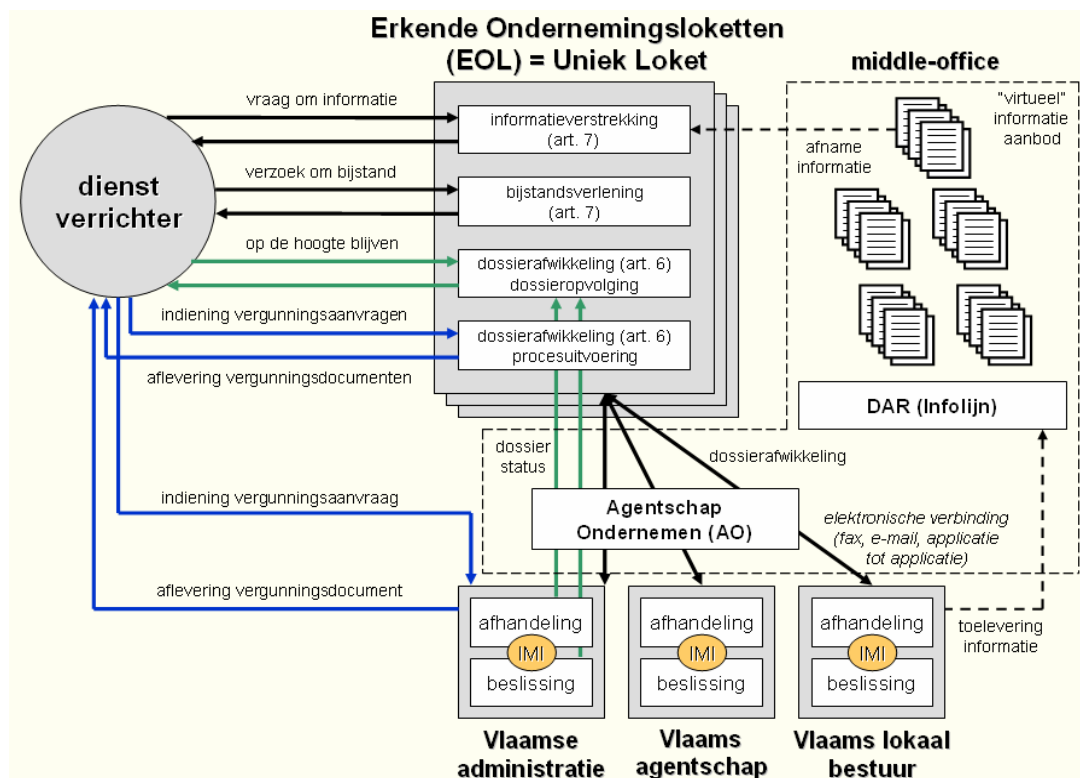 Erkende Ondernemingsloketten
(EOL) = Uniek Loket
middle-office
vraag om informatie
informatieverstrekking
(art. 7)
"virtueel"
informatie
aanbod
afname
informatie
dienst
verrichter
verzoek om bijstand
bijstandsverlening
(art. 7)
op de hoogte blijven
dossierafwikkeling (art. 6)
dossieropvolging
indiening vergunningsaanvragen
dossierafwikkeling (art. 6)
procesuitvoering
aflevering vergunningsdocumenten
DAR (Infolijn)
dossier
status
dossierafwikkeling
indiening vergunningsaanvraag
Agentschap
Ondernemen (AO)
elektronische verbinding
(fax, e-mail, applicatie
tot applicatie)
aflevering vergunningsdocument
afhandeling
IMI
beslissing
afhandeling
IMI
beslissing
afhandeling
IMI
beslissing
toelevering
informatie
Vlaamse
administratie
Vlaams
agentschap
Vlaams lokaal
bestuur